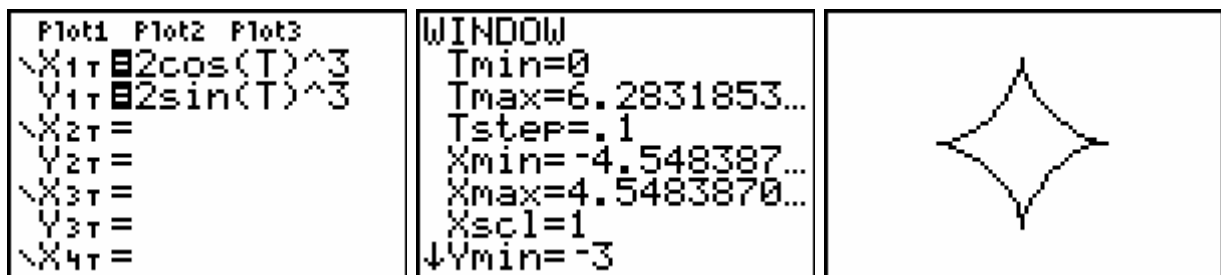 Plot1 Plot2 Plot3
\X1T=2cos(T)^3
Y1T=2sin(T)^3
\X2T=
Y2T=
\X3T=
Y3T=
\X4T=
WINDOW
Tmin=0
Tmax=6.2831853…
Tstep=.1
Xmin=-4.548387…
Xmax=4.5483870…
Xscl=1
↓Ymin=-3